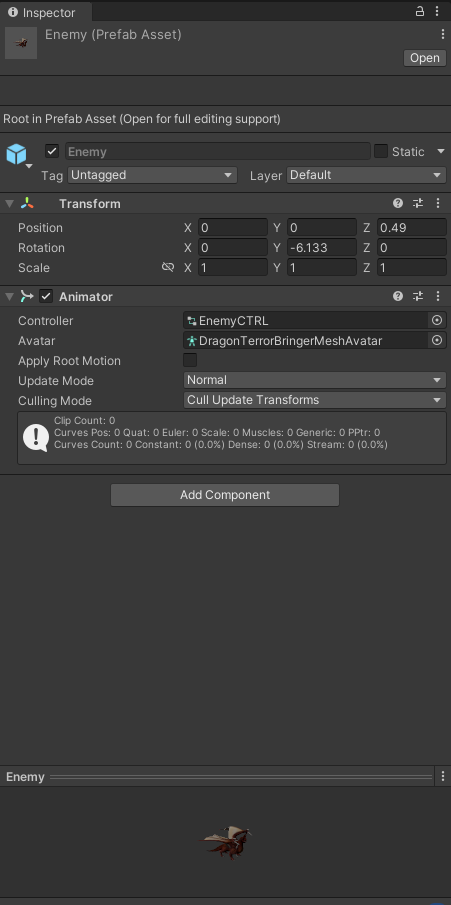 Inspector
Enemy (Prefab Asset)
Open
Root in Prefab Asset (Open for full editing support)
Enemy
Static
Tag Untagged Layer Default
Transform
Position X 0 Y 0 Z 0.49
Rotation X 0 Y -6.133 Z 0
Scale X 1 Y 1 Z 1
Animator
Controller EnemyCTRL
Avatar DragonTerrorBringerMeshAvatar
Apply Root Motion
Update Mode Normal
Culling Mode Cull Update Transforms
Clip Count: 0
Curves Pos: 0 Quat: 0 Euler: 0 Scale: 0 Muscles: 0 Generic: 0 PPtr: 0
Curves Count: 0 Constant: 0 (0.0%) Dense: 0 (0.0%) Stream: 0 (0.0%)
Add Component
Enemy